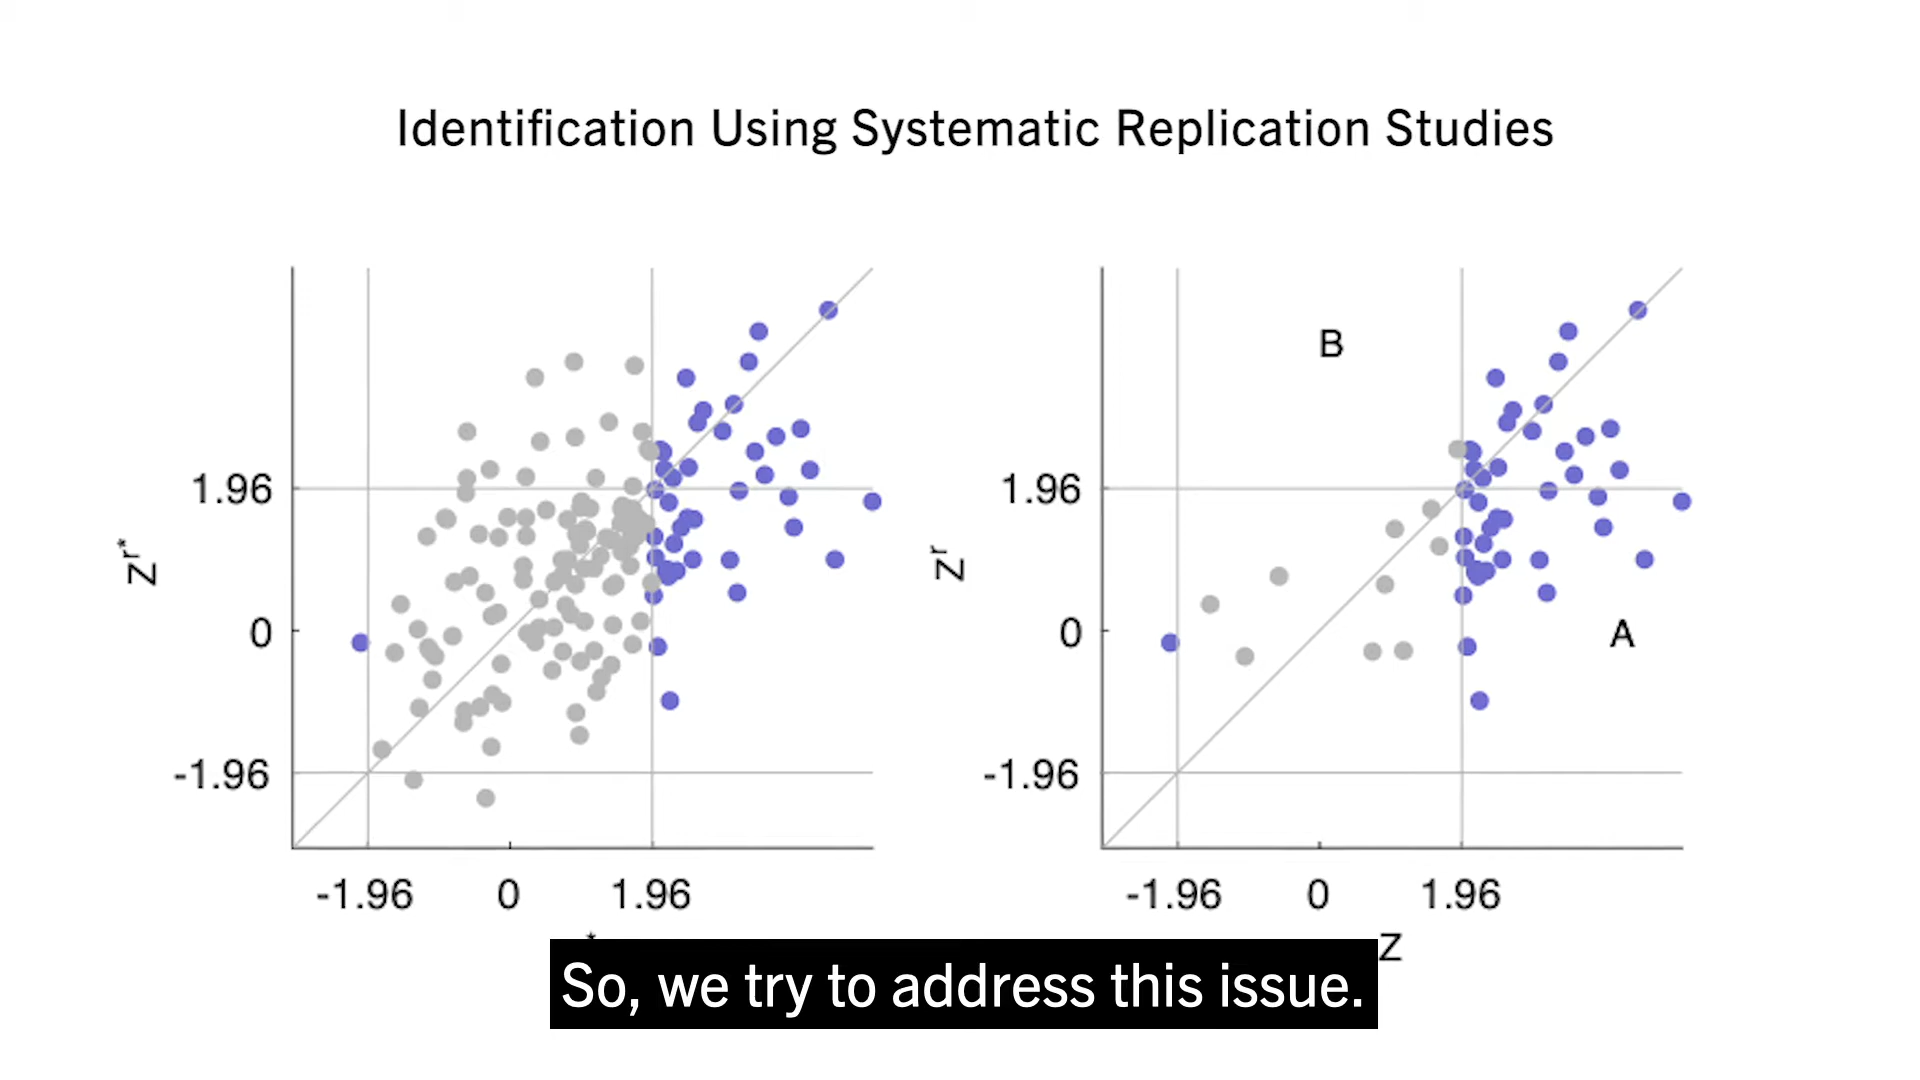 Identification Using Systematic Replication Studies
B
1.96 1.96
Zr* Zr
0 0
A
-1.96 -1.96
-1.96 0 1.96 -1.96 0 1.96
* Z
So, we try to address this issue.